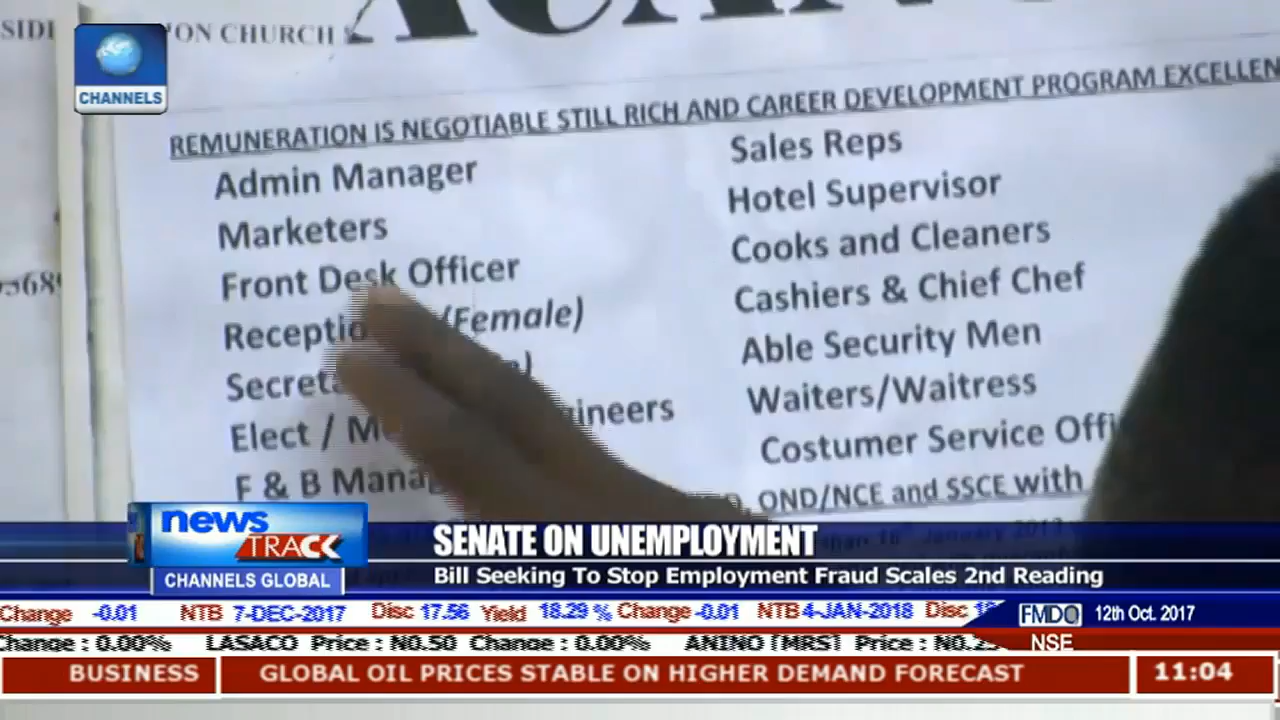 ON CHURCH
CHANNELS
REMUNERATION IS NEGOTIABLE STILL RICH AND CAREER DEVELOPMENT PROGRAM EXCELLEN
Admin Manager
Marketers
Front Desk Officer
(Female)
Elect /
F & B
Sales Reps
Hotel Supervisor
Cooks and Cleaners
Cashiers & Chief Chef
Able Security Men
Waiters/Waitress
Costumer Service Offi
OND/NCE and SSCE with
news
TRACK
CHANNELS GLOBAL
SENATE ON UNEMPLOYMENT
Bill Seeking To Stop Employment Fraud Scales 2nd Reading
Change -0.01 NTB 7-DEC-2017 Disc 17.56 Yield 18.29 % Change -0.01 NTB 4-JAN-2018 Disc
FMDQ 12th Oct. 2017
Change : 0.00% LASACO Price : N0.50 Change : 0.00% ANINO [MRS] Price :
NSE
BUSINESS GLOBAL OIL PRICES STABLE ON HIGHER DEMAND FORECAST 11:04